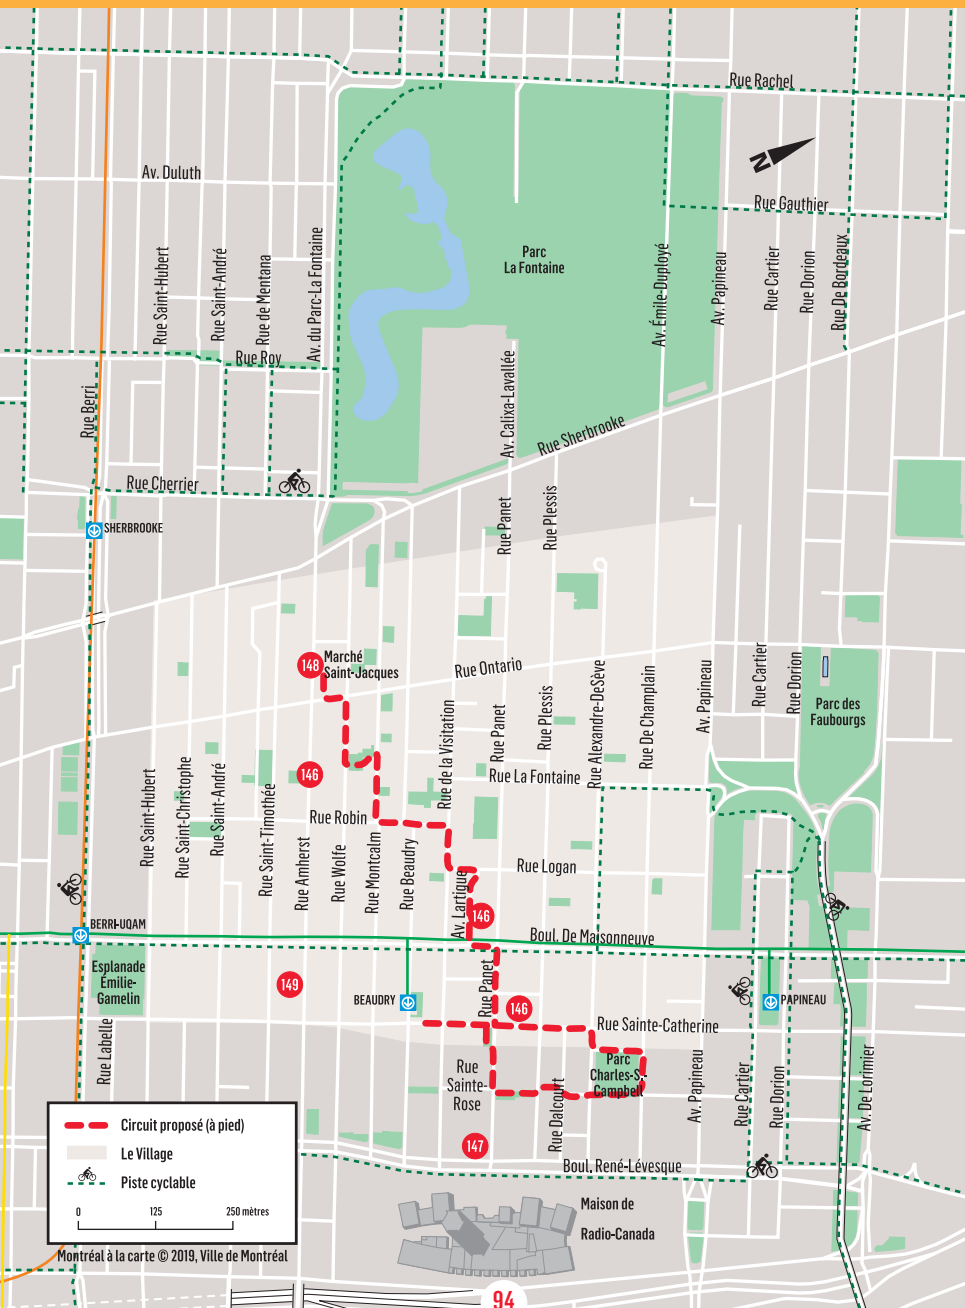 Rue Rachel
Av. Duluth
N
Rue Gauthier
Parc
La Fontaine
Rue Saint-Hubert
Rue Saint-André
Rue de Mentana
Av. du Parc-La Fontaine
Av. Émile-Duployé
Av. Papineau
Rue Cartier
Rue Dorion
Rue De Bordeaux
Rue Roy
Rue Berri
Av. Calixa-Lavallée
Rue Sherbrooke
Rue Cherrier
SHERBROOKE
Rue Panet
Rue Plessis
148
Marché
Saint-Jacques
Rue Ontario
Rue de la Visitation
Rue Panet
Rue Plessis
Rue Alexandre-DeSève
Rue De Champlain
Av. Papineau
Rue Cartier
Rue Dorion
Parc des
Faubourgs
146
Rue La Fontaine
Rue Saint-Hubert
Rue Saint-Christophe
Rue Saint-André
Rue Saint-Timothée
Rue Robin
Rue Amherst
Rue Wolfe
Rue Montcalm
Rue Beaudry
Rue Logan
Av. Lartigue
146
BERRI-UQAM
Boul. De Maisonneuve
Esplanade
Émilie-
Gamelin
149
BEAUDRY
Rue Panet
146
PAPINEAU
Rue Sainte-Catherine
Rue Labelle
Rue
Sainte-
Rose
Parc
Charles-S.-
Campbell
Rue Dalcourt
Av. Papineau
Rue Cartier
Rue Dorion
Av. De Lorimier
147
Boul. René-Lévesque
Circuit proposé (à pied)
Le Village
Piste cyclable
0 125 250 mètres
Maison de
Radio-Canada
Montréal à la carte © 2019, Ville de Montréal
94